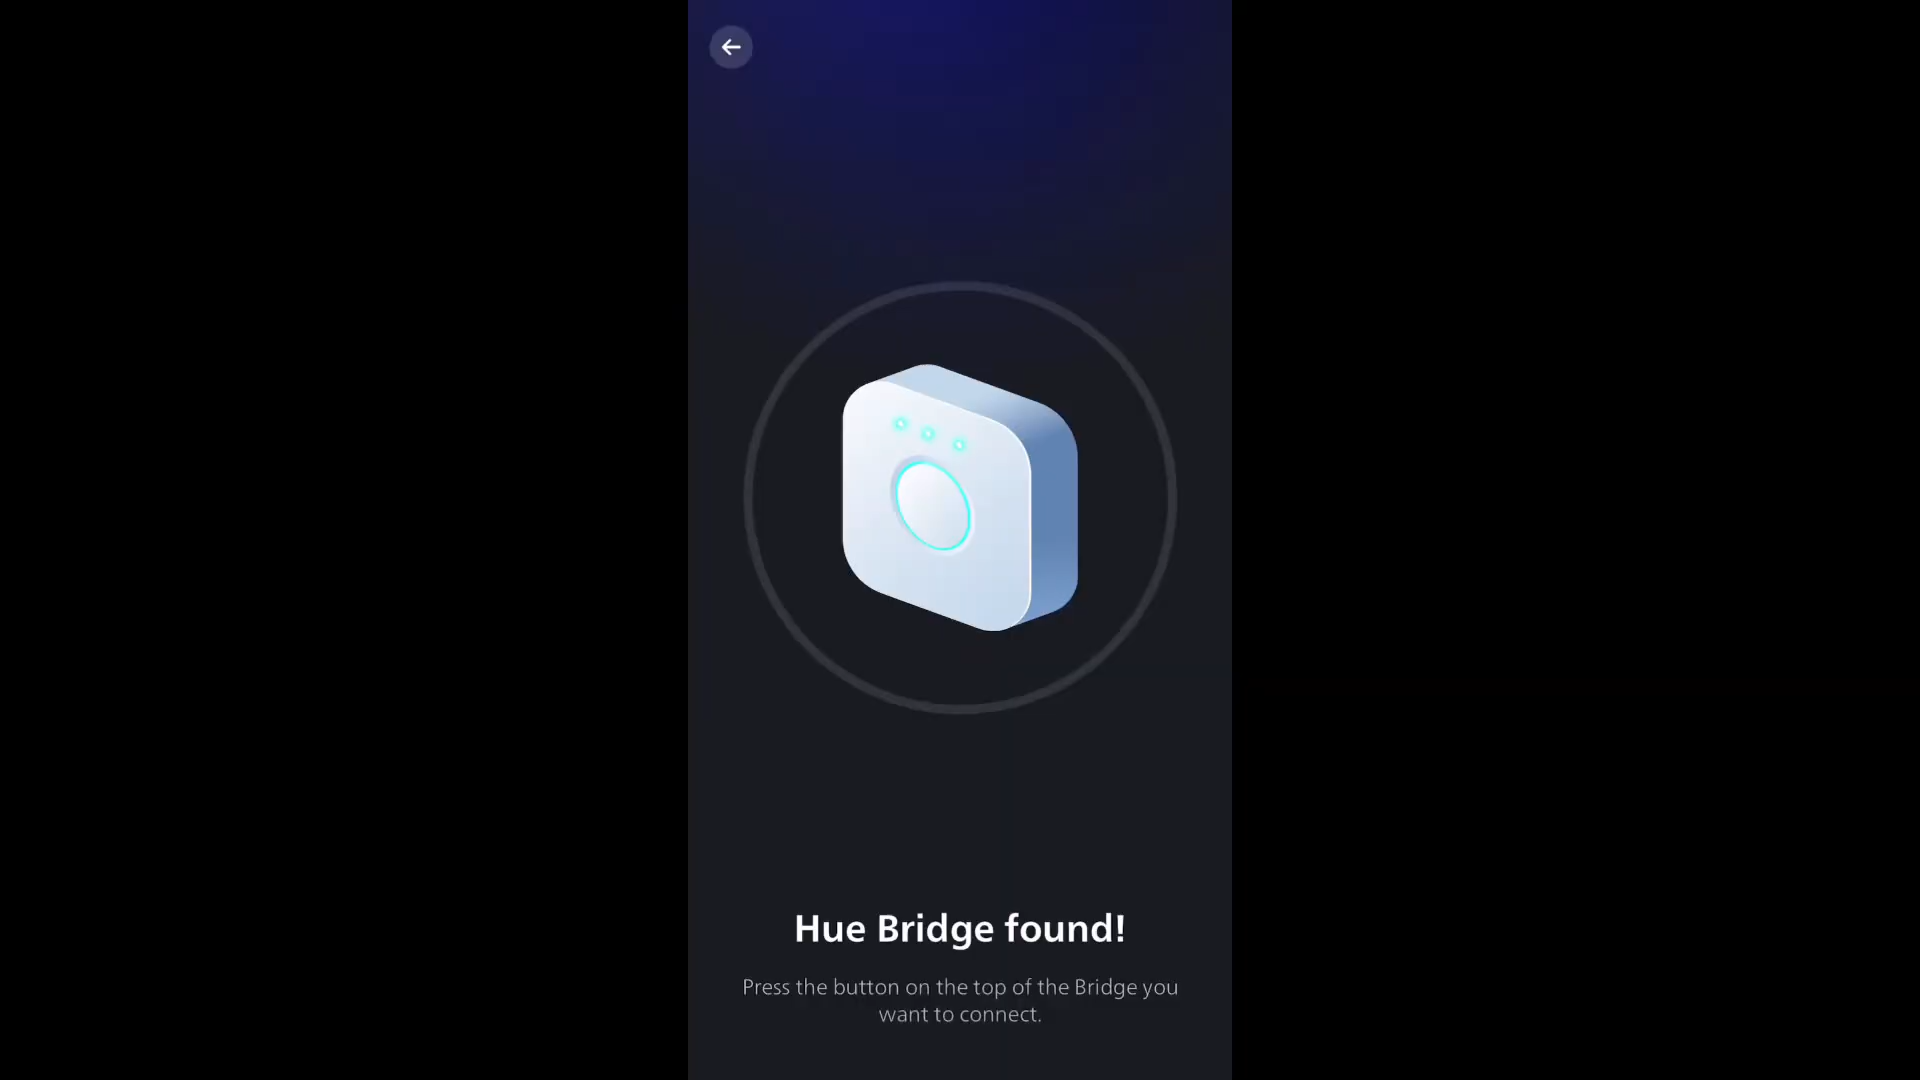 Hue Bridge found!
Press the button on the top of the Bridge you
want to connect.